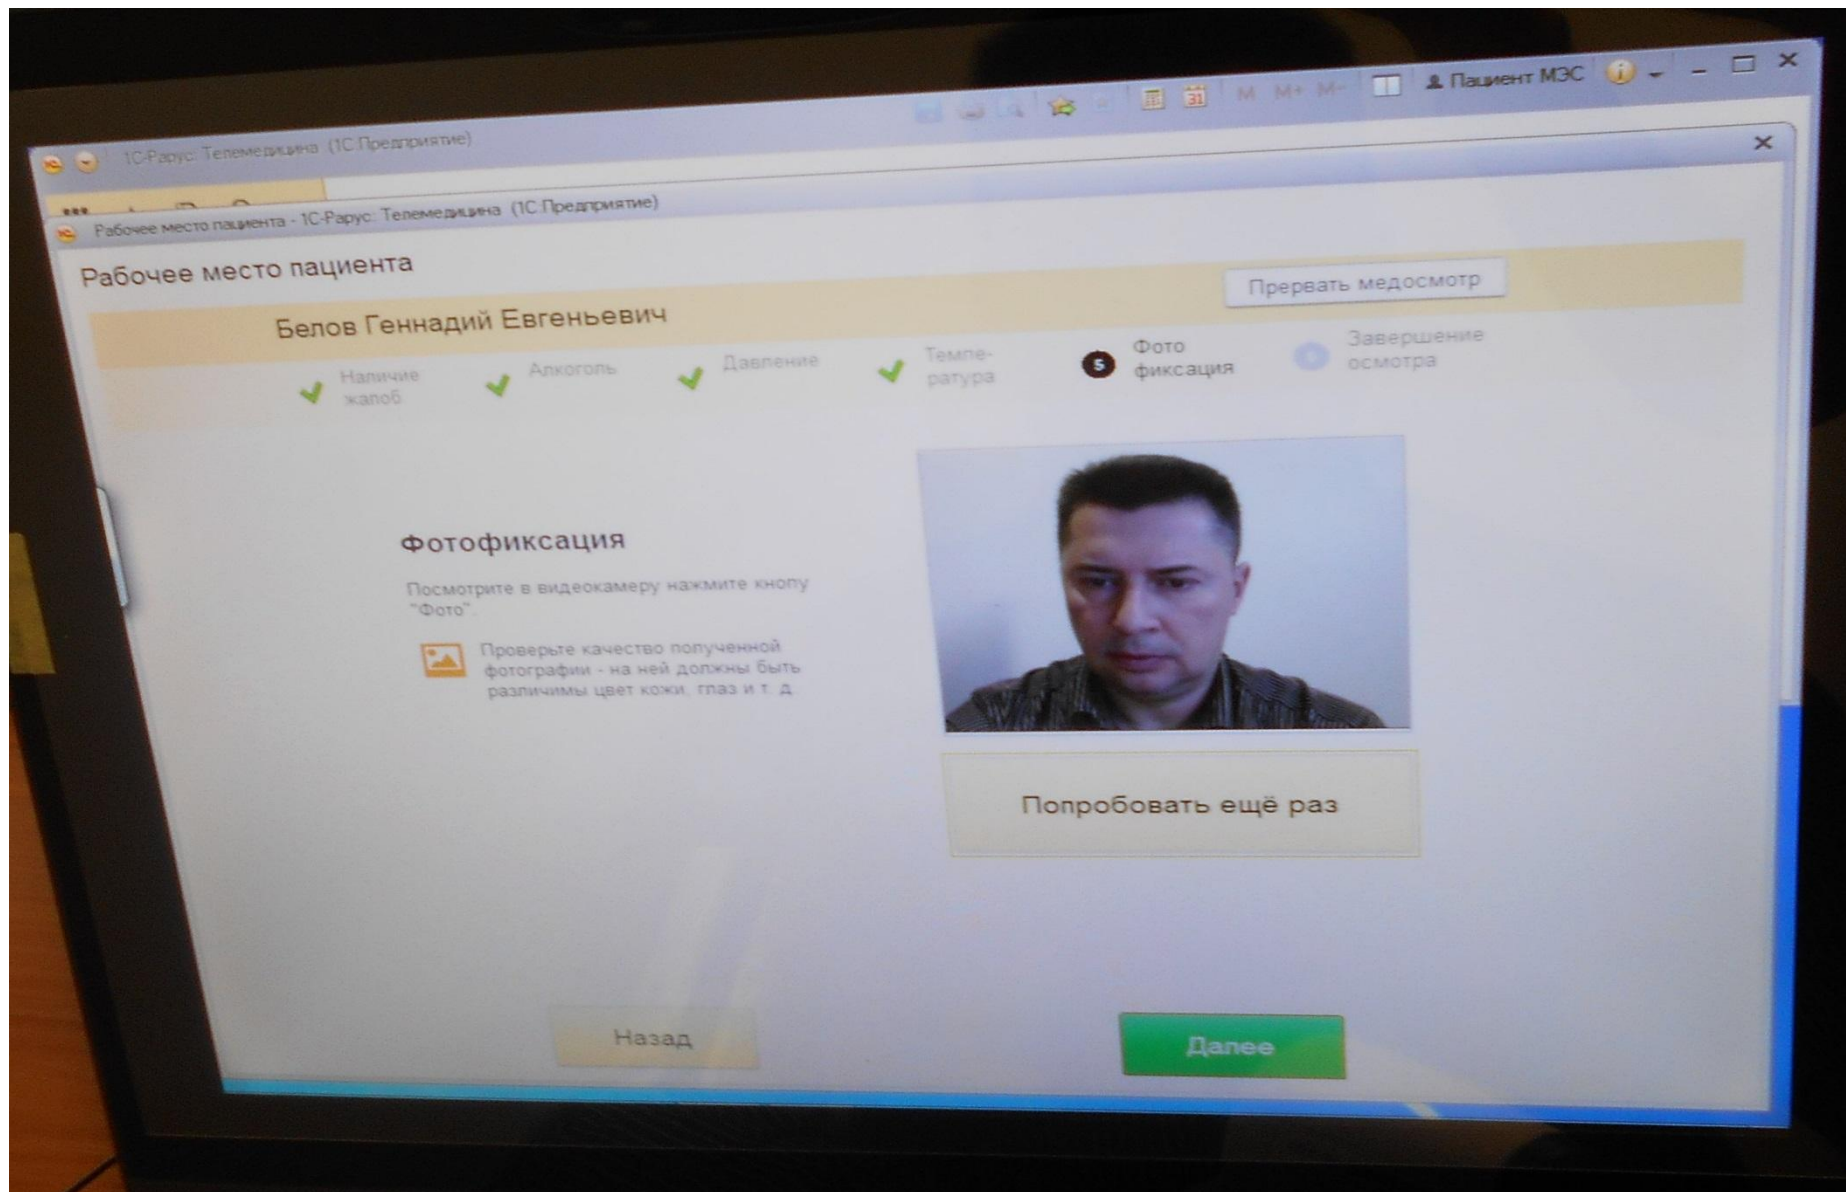 1С-Рарус: Телемедицина (1С:Предприятие)
31 M M+ M- Пациент МЭС
Рабочее место пациента - 1С-Рарус: Телемедицина (1С:Предприятие)
Рабочее место пациента
Белов Геннадий Евгеньевич
Прервать медосмотр
Наличие
жалоб
Алкоголь
Давление
Темпе-
ратура
5
Фото
фиксация
Завершение
осмотра
Фотофиксация
Посмотрите в видеокамеру нажмите кнопу
"Фото".
Проверьте качество полученной
фотографии - на ней должны быть
различимы цвет кожи, глаз и т. д.
Попробовать ещё раз
Назад
Далее